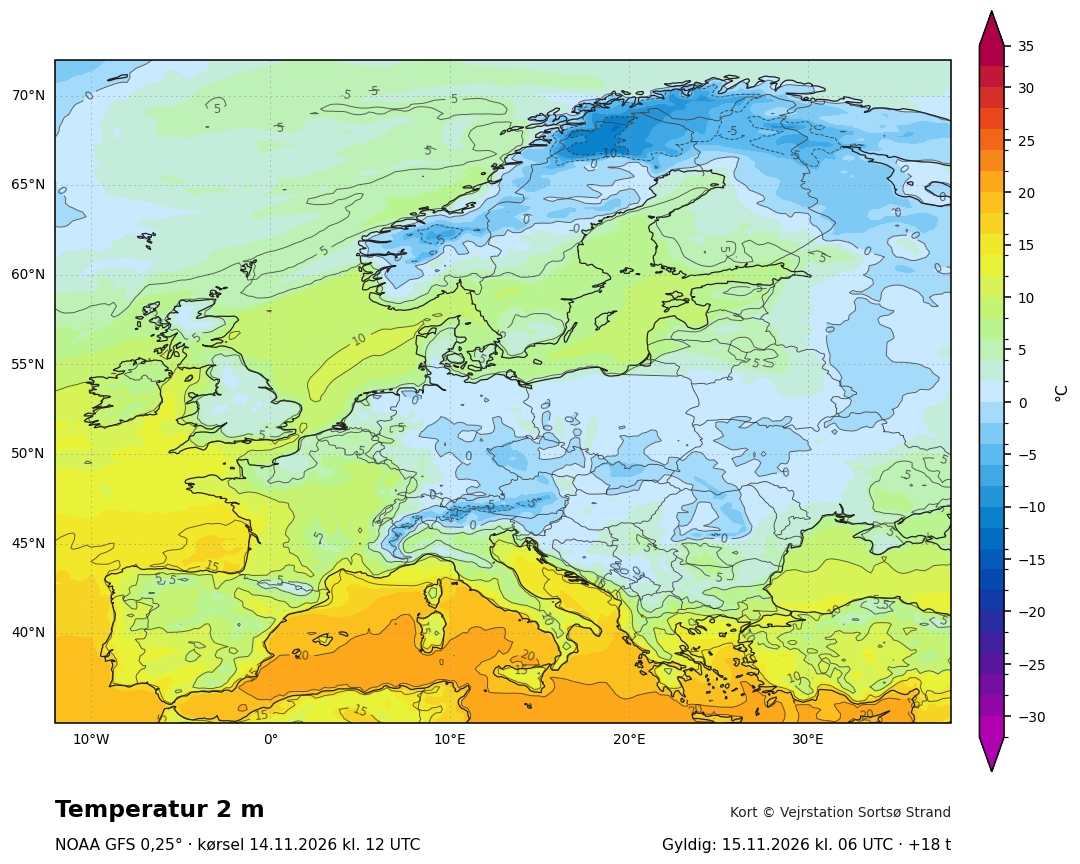 35
30
25
20
15
10
5
0
−5
−10
−15
−20
−25
−30
°C
70°N
65°N
60°N
55°N
50°N
45°N
40°N
10°W
0°
10°E
20°E
30°E
Temperatur 2 m
Kort © Vejrstation Sortsø Strand
NOAA GFS 0,25° · kørsel 14.11.2026 kl. 12 UTC
Gyldig: 15.11.2026 kl. 06 UTC · +18 t